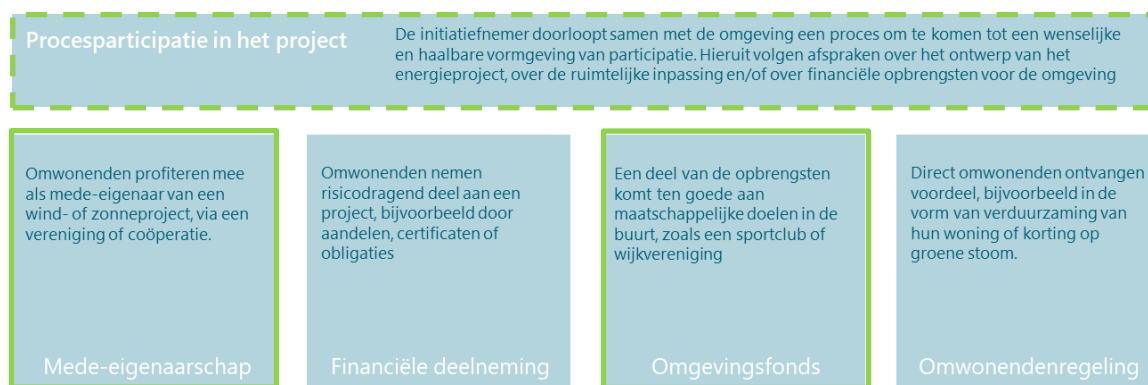 Procesparticipatie in het project
De initiatiefnemer doorloopt samen met de omgeving een proces om te komen tot een wenselijke
en haalbare vormgeving van participatie. Hieruit volgen afspraken over het ontwerp van het
energieproject, over de ruimtelijke inpassing en/of over financiële opbrengsten voor de omgeving
Omwonenden profiteren mee
als mede-eigenaar van een
wind- of zonneproject, via een
vereniging of coöperatie.
Mede-eigenaarschap
Omwonenden nemen
risicodragend deel aan een
project, bijvoorbeeld door
aandelen, certificaten of
obligaties
Financiële deelneming
Een deel van de opbrengsten
komt ten goede aan
maatschappelijke doelen in de
buurt, zoals een sportclub of
wijkvereniging
Omgevingsfonds
Direct omwonenden ontvangen
voordeel, bijvoorbeeld in de
vorm van verduurzaming van
hun woning of korting op
groene stoom.
Omwonendenregeling